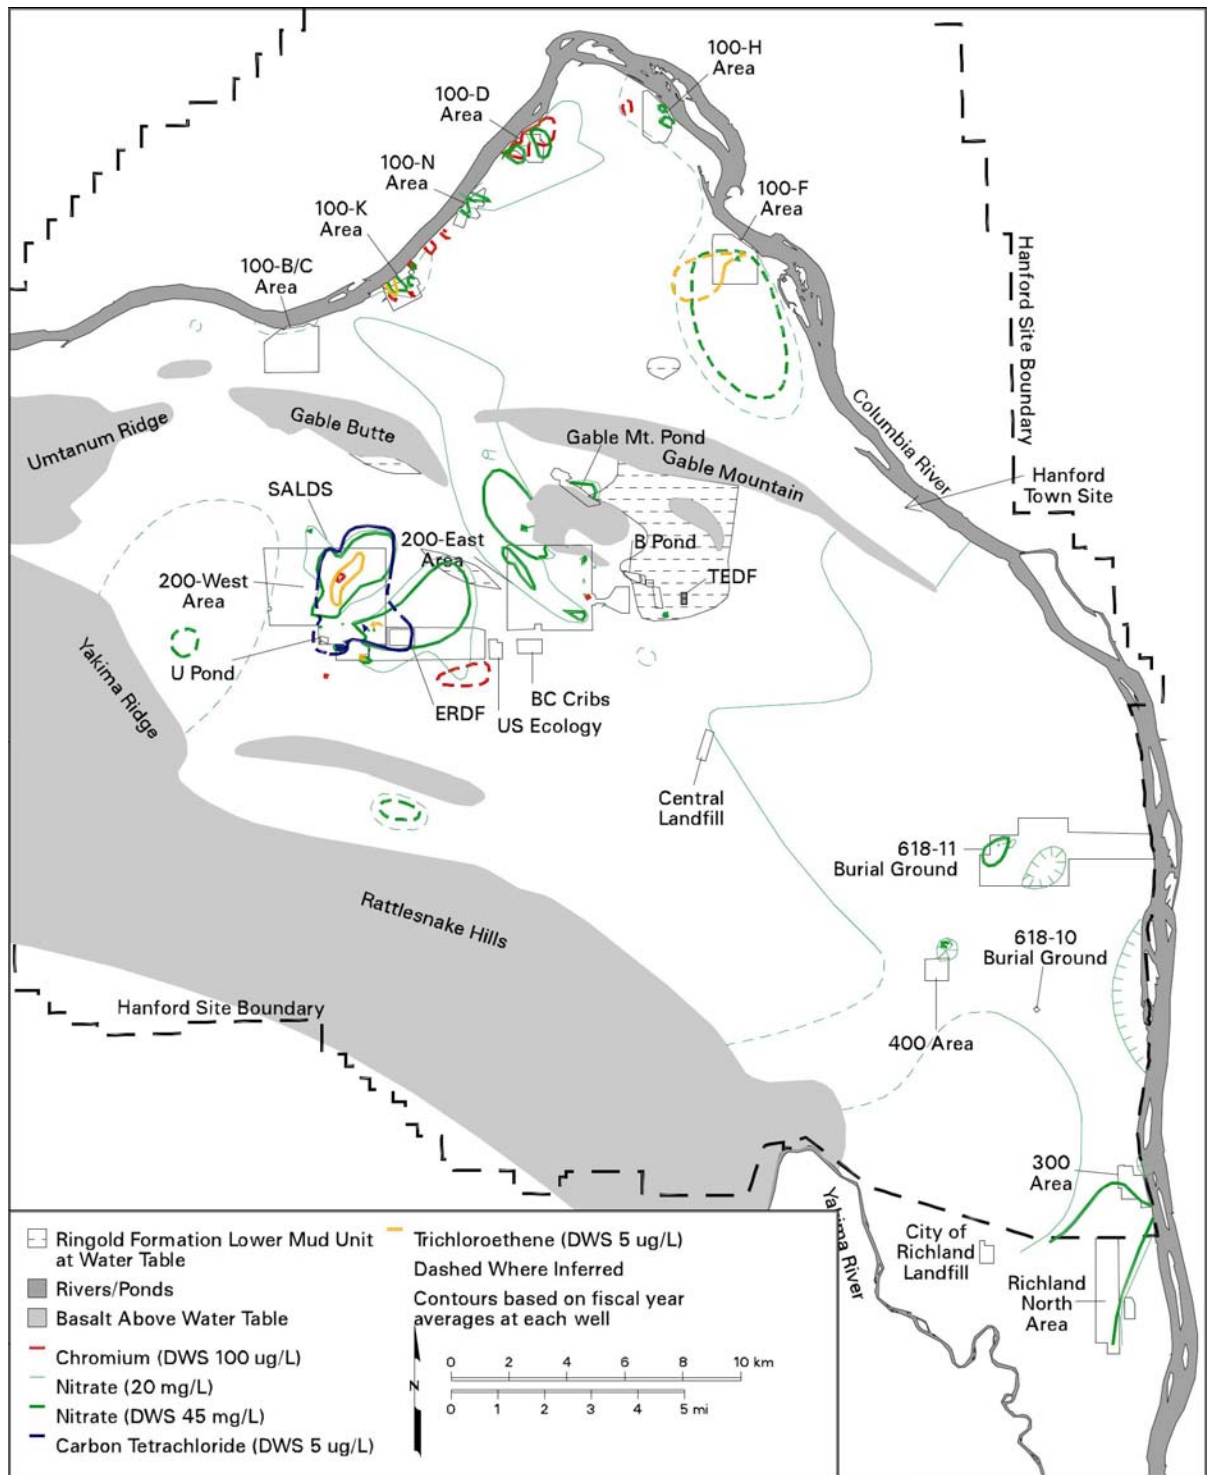 100-H
Area
100-D
Area
100-N
Area
100-K
Area
100-F
Area
100-B/C
Area
Hanford Site Boundary
Columbia River
Umtanum Ridge
Gable Butte
Gable Mt. Pond
Gable Mountain
Hanford
Town Site
SALDS
200-East
Area
B Pond
TEDF
200-West
Area
Yakima Ridge
U Pond
ERDF
BC Cribs
US Ecology
Central
Landfill
618-11
Burial Ground
Rattlesnake Hills
618-10
Burial Ground
Hanford Site Boundary
400 Area
300
Area
Yakima River
City of
Richland
Landfill
Richland
North
Area
Ringold Formation Lower Mud Unit
at Water Table
Rivers/Ponds
Basalt Above Water Table
Chromium (DWS 100 ug/L)
Nitrate (20 mg/L)
Nitrate (DWS 45 mg/L)
Carbon Tetrachloride (DWS 5 ug/L)
Trichloroethene (DWS 5 ug/L)
Dashed Where Inferred
Contours based on fiscal year
averages at each well
N
0 2 4 6 8 10 km
0 1 2 3 4 5 mi